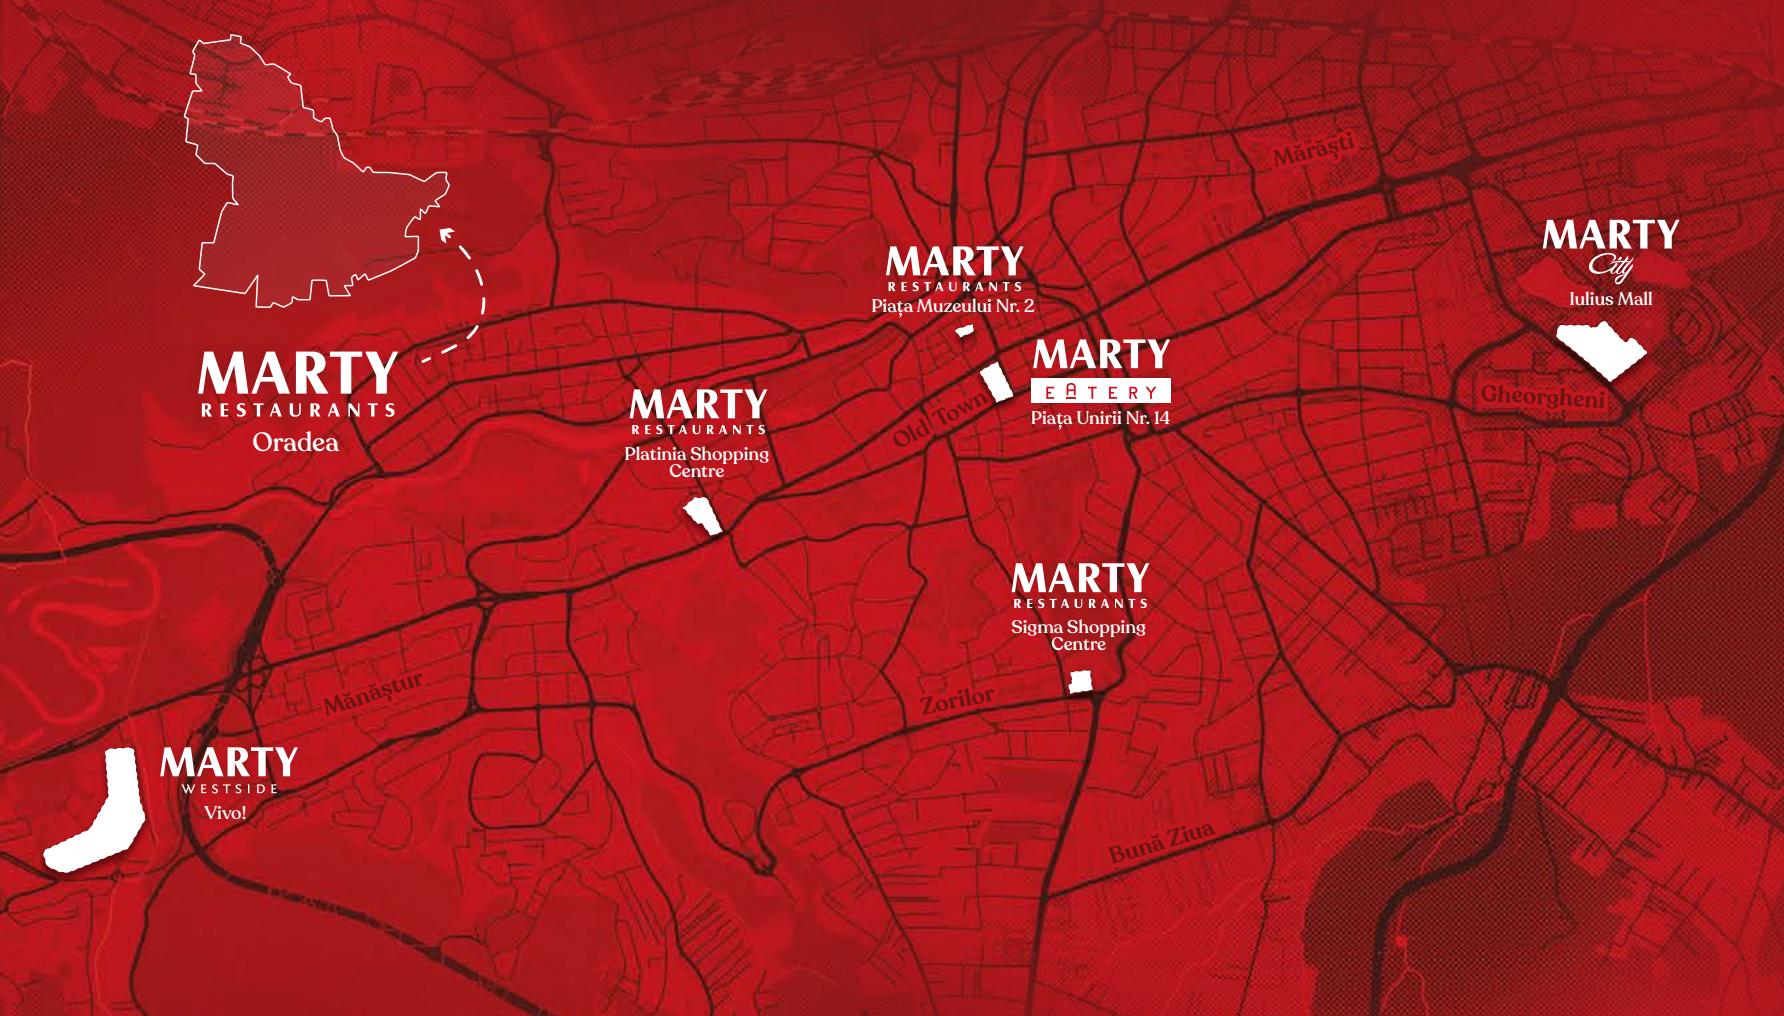 Mărăști
MARTY
City
Iulius Mall
MARTY
RESTAURANTS
Piața Muzeului Nr. 2
MARTY
EATERY
Piața Unirii Nr. 14
MARTY
RESTAURANTS
Oradea
MARTY
RESTAURANTS
Platinia Shopping
Centre
Old Town
Gheorgheni
MARTY
RESTAURANTS
Sigma Shopping
Centre
Mănăștur
Zorilor
MARTY
WESTSIDE
Vivo!
Bună Ziua